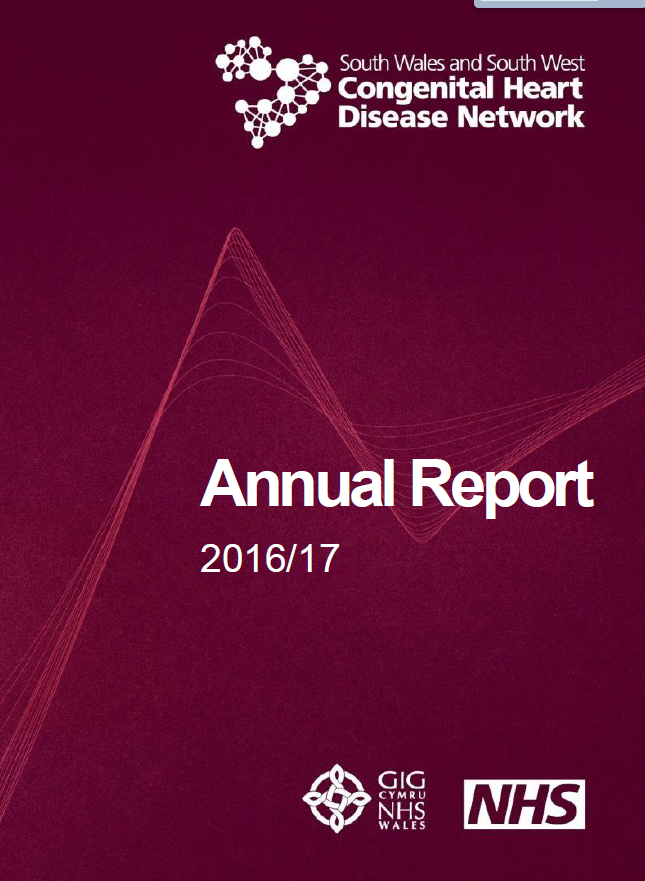 South Wales and South West
Congenital Heart
Disease Network
Annual Report
2016/17
GIG
CYMRU
NHS
WALES
NHS